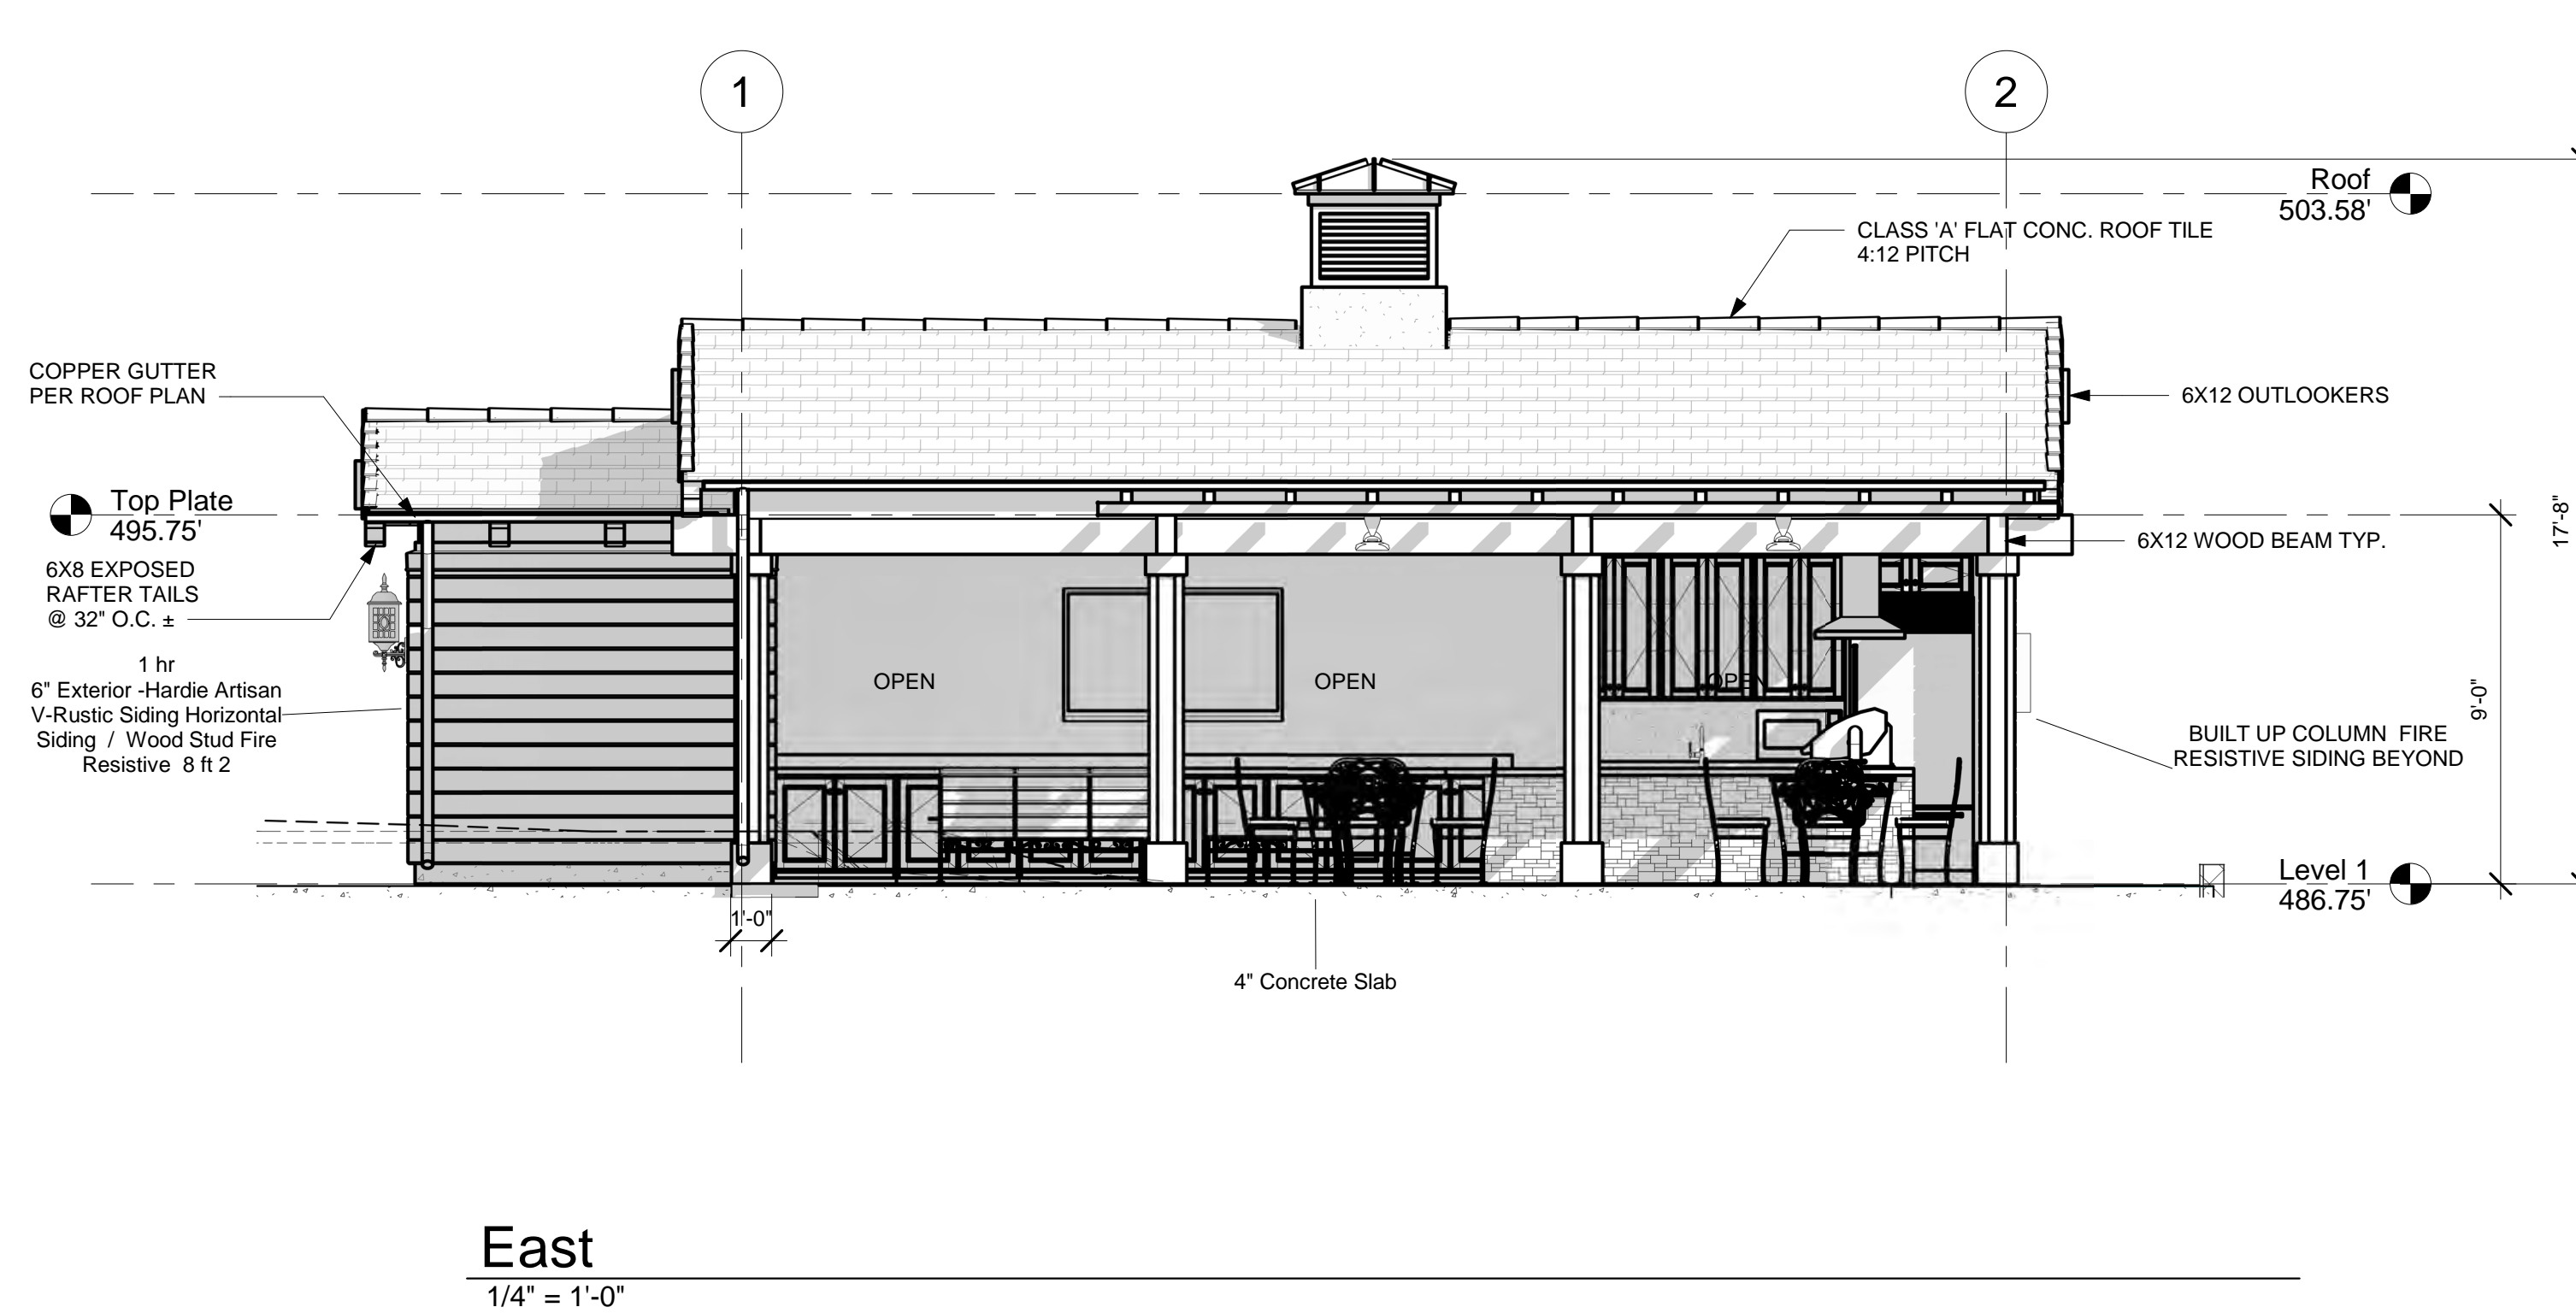 1
2
Roof
503.58'
CLASS 'A' FLAT CONC. ROOF TILE
4:12 PITCH
COPPER GUTTER
PER ROOF PLAN
6X12 OUTLOOKERS
Top Plate
495.75'
17'-8"
6X12 WOOD BEAM TYP.
6X8 EXPOSED
RAFTER TAILS
@ 32" O.C. ±
1 hr
6" Exterior -Hardie Artisan
V-Rustic Siding Horizontal
Siding / Wood Stud Fire
Resistive 8 ft 2
OPEN
OPEN
OPEN
9'-0"
BUILT UP COLUMN FIRE
RESISTIVE SIDING BEYOND
Level 1
486.75'
1'-0"
4" Concrete Slab
East
1/4" = 1'-0"